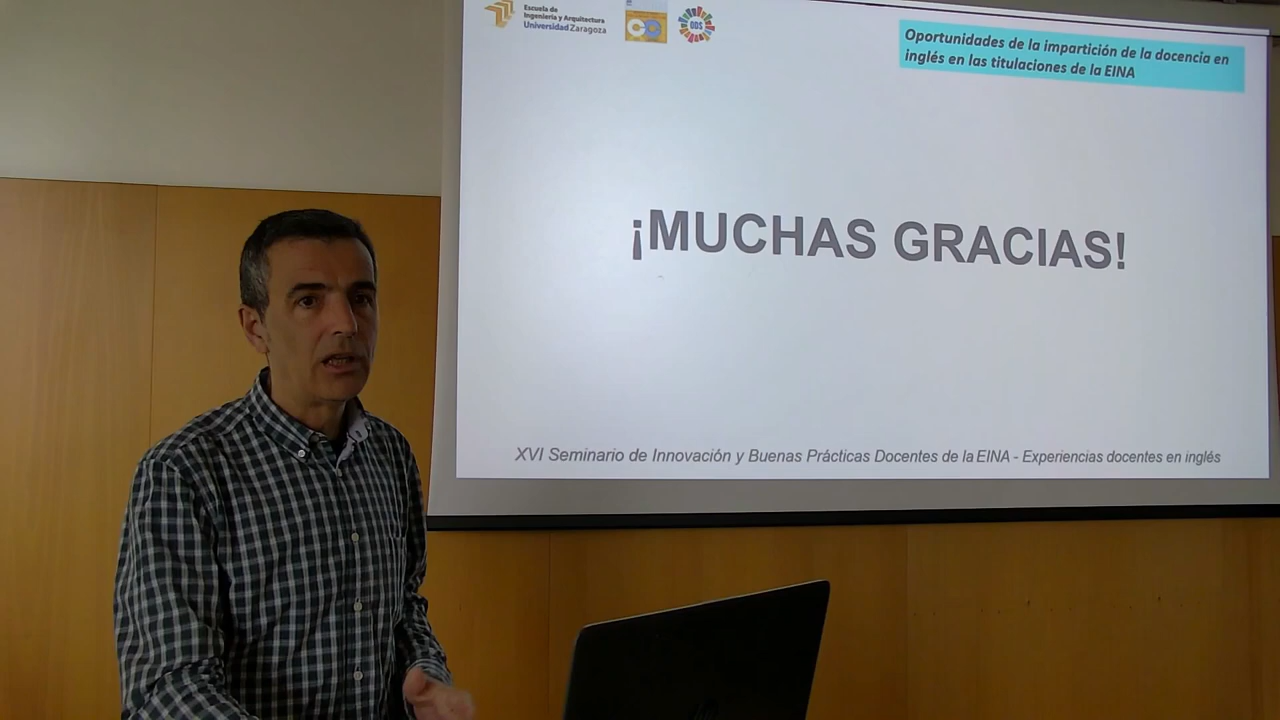 Escuela de
Ingeniería y Arquitectura
Universidad Zaragoza
ODS
Oportunidades de la impartición de la docencia en
inglés en las titulaciones de la EINA
¡MUCHAS GRACIAS!
XVI Seminario de Innovación y Buenas Prácticas Docentes de la EINA - Experiencias docentes en inglés